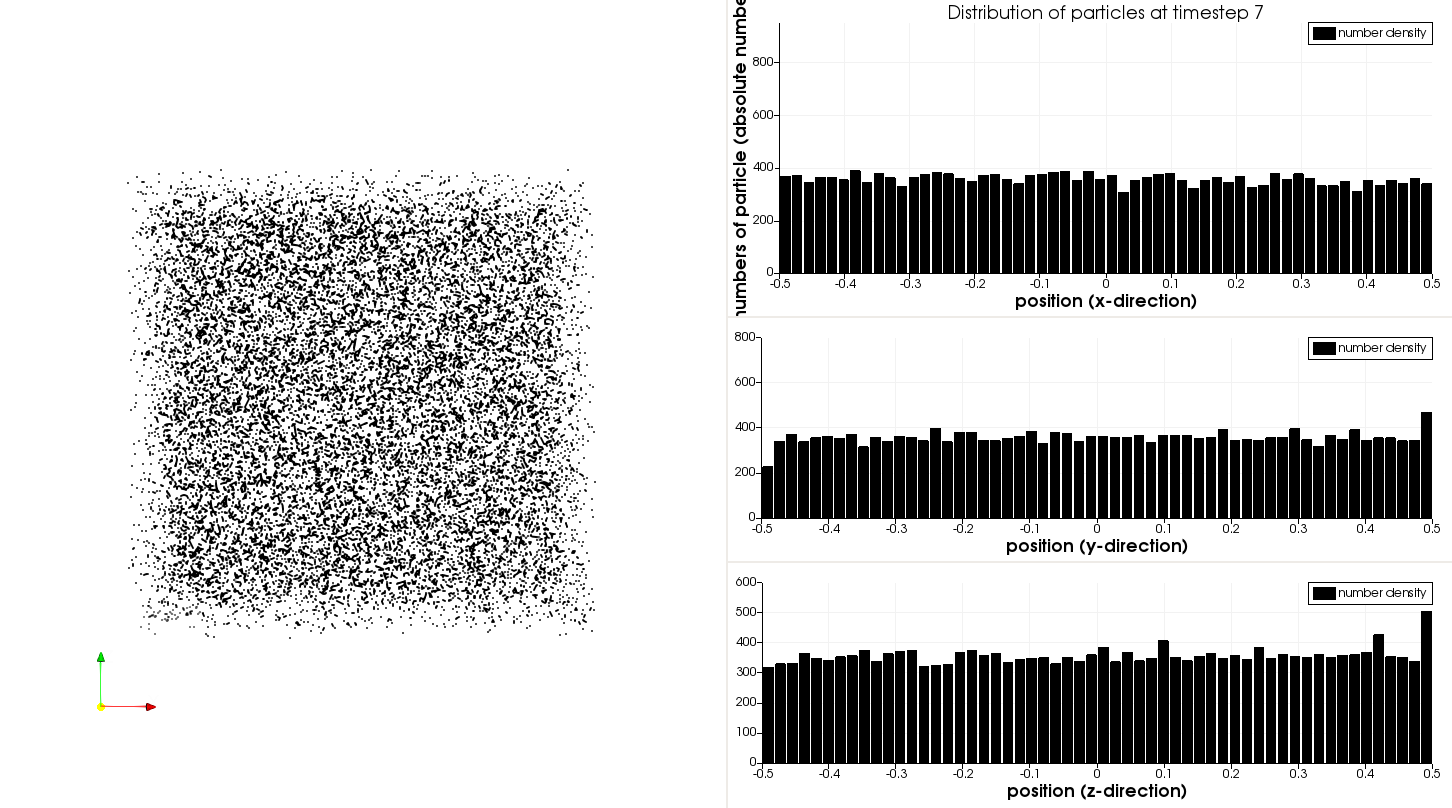 Distribution of particles at timestep 7
numbers of particle (absolute
number density
800
600
400
200
0
-0.5 -0.4 -0.3 -0.2 -0.1 0 0.1 0.2 0.3 0.4 0.5
position (x-direction)
number density
800
600
400
200
0
-0.5 -0.4 -0.3 -0.2 -0.1 0 0.1 0.2 0.3 0.4 0.5
position (y-direction)
number density
600
500
400
300
200
100
0
-0.5 -0.4 -0.3 -0.2 -0.1 0 0.1 0.2 0.3 0.4 0.5
position (z-direction)